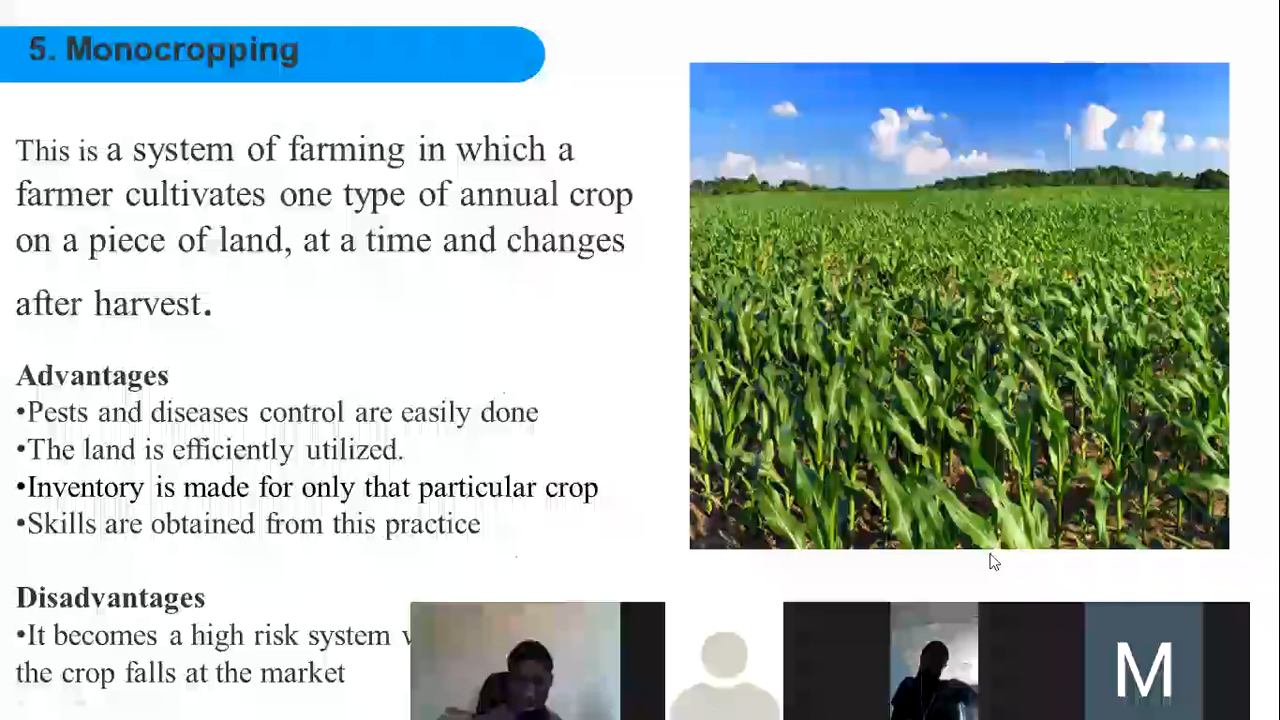 5. Monocropping
This is a system of farming in which a
farmer cultivates one type of annual crop
on a piece of land, at a time and changes
after harvest.
Advantages
•Pests and diseases control are easily done
•The land is efficiently utilized.
•Inventory is made for only that particular crop
•Skills are obtained from this practice
Disadvantages
•It becomes a high risk system
the crop falls at the market
M